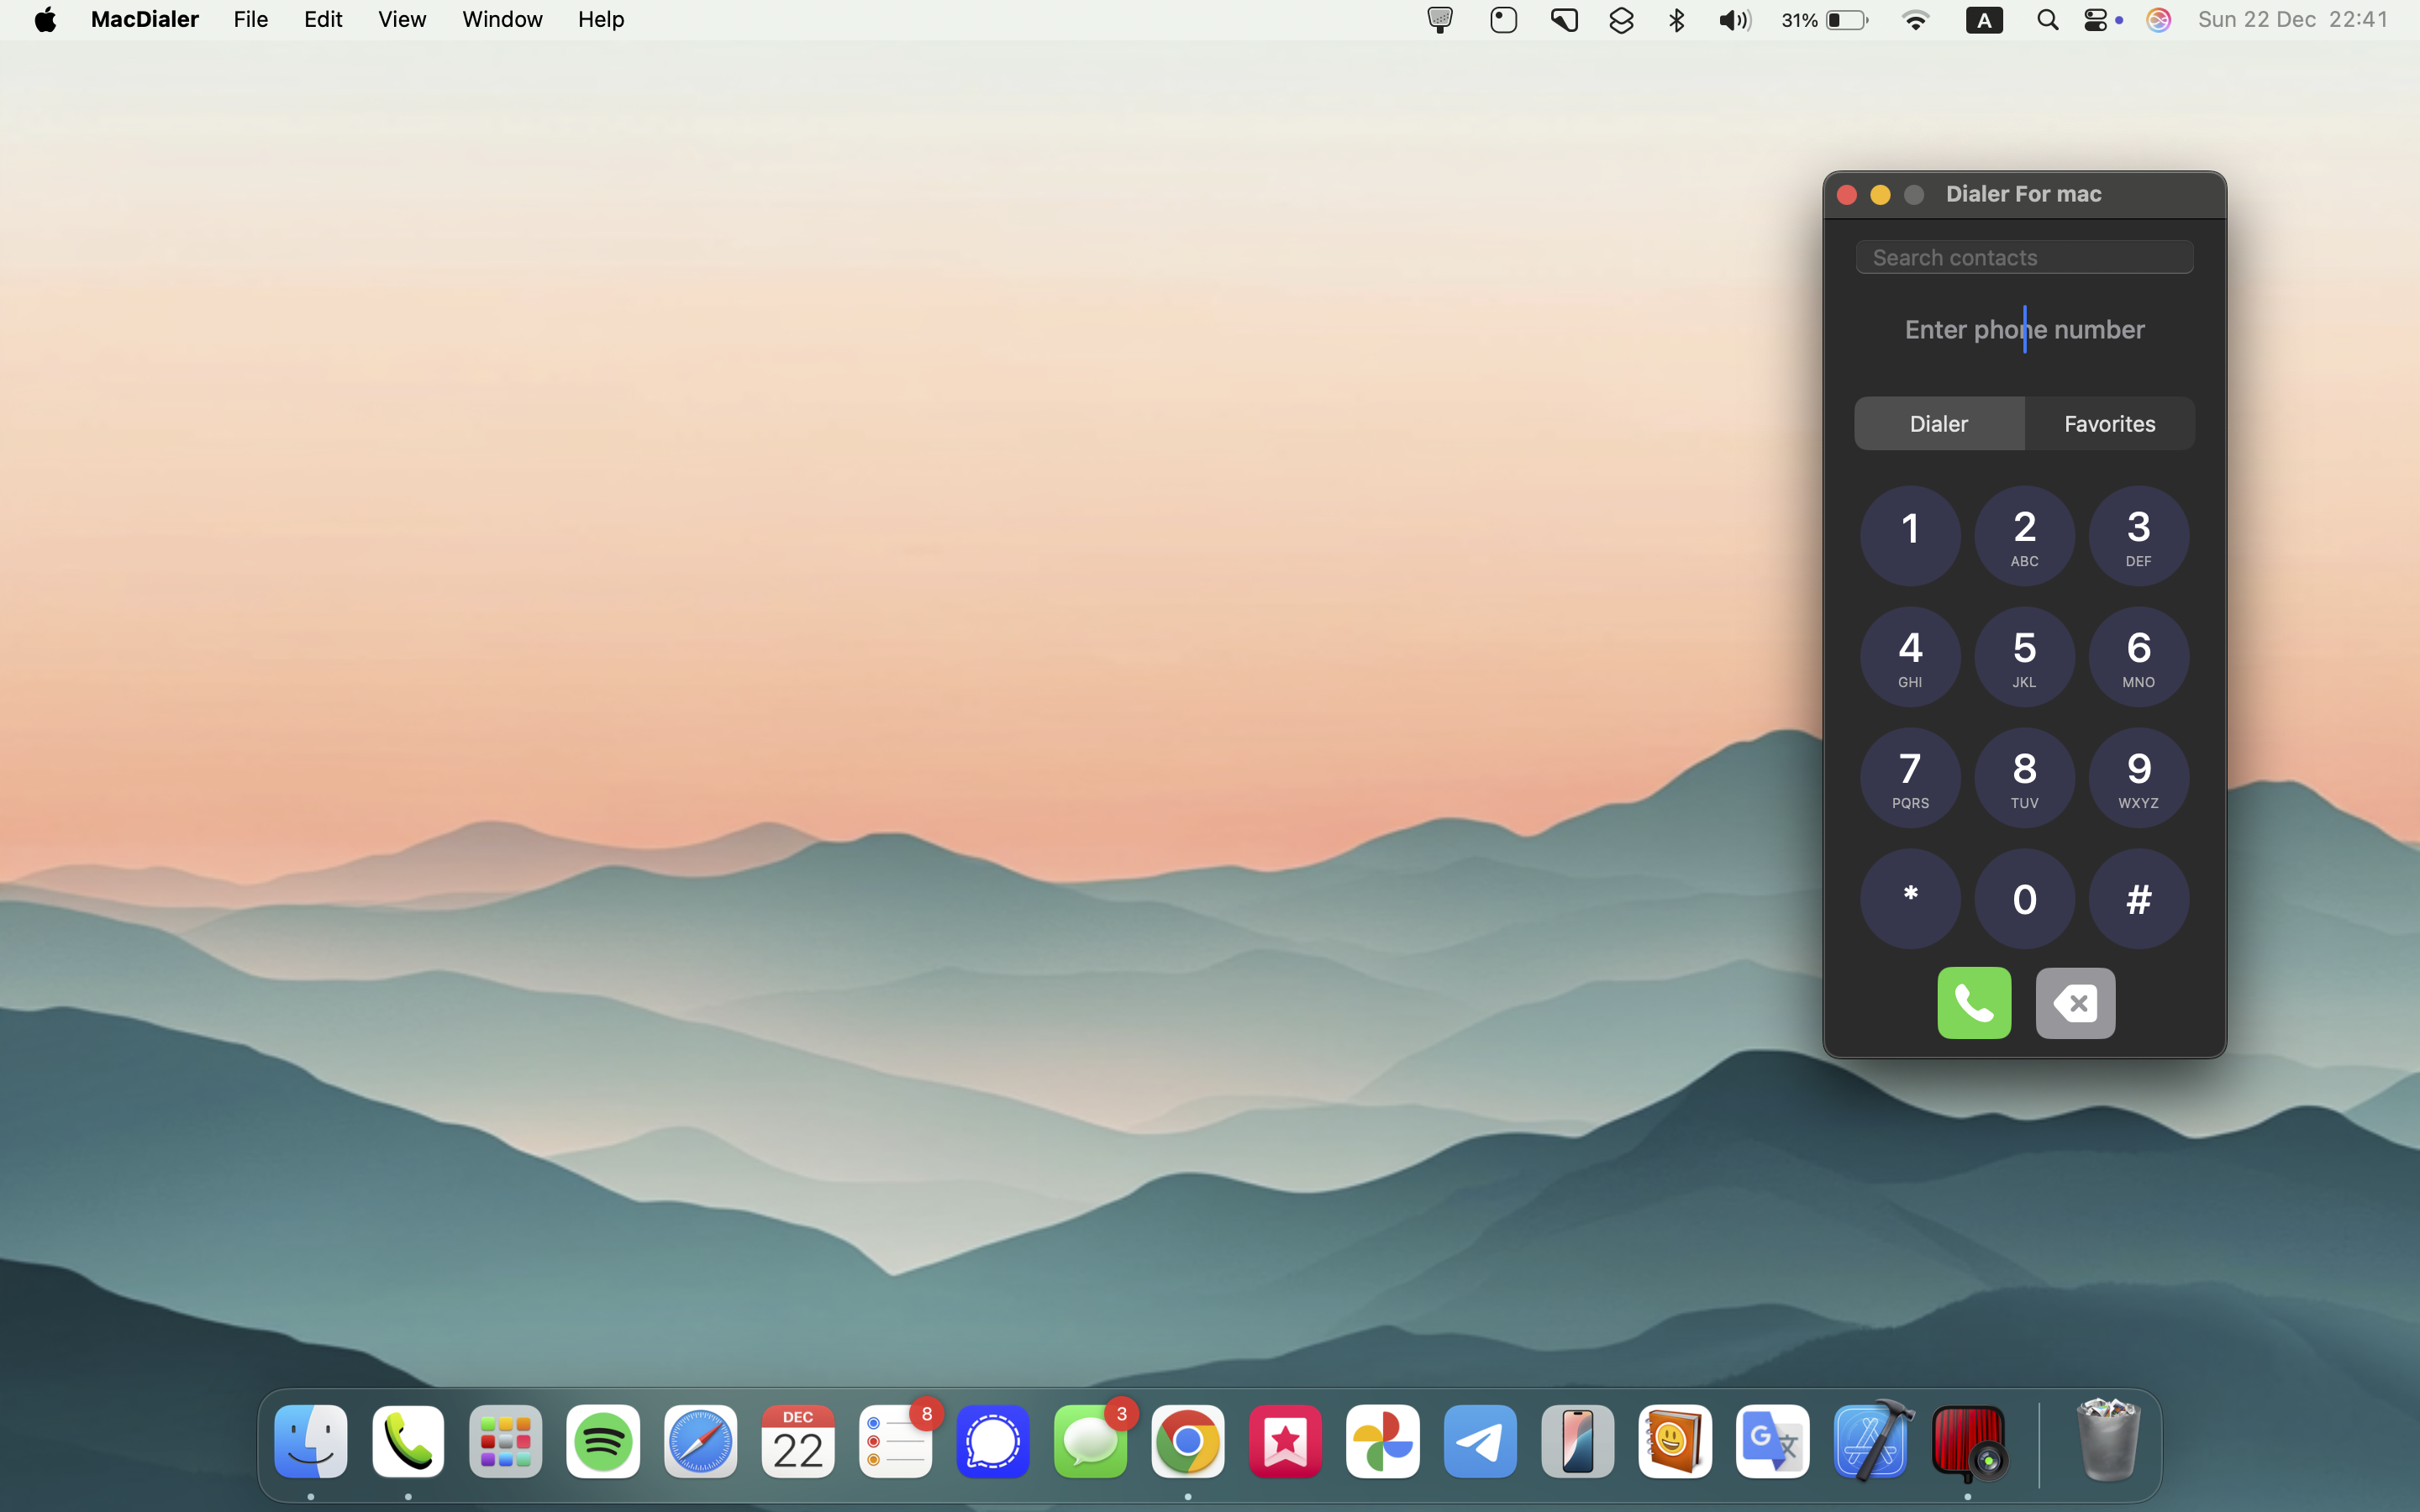 MacDialer File Edit View Window Help 31% A Sun 22 Dec 22:41
Dialer For mac
Search contacts
Enter phone number
Dialer Favorites
1 2 3
ABC DEF
4 5 6
GHI JKL MNO
7 8 9
PQRS TUV WXYZ
* 0 #
DEC 8 3
22 G 文